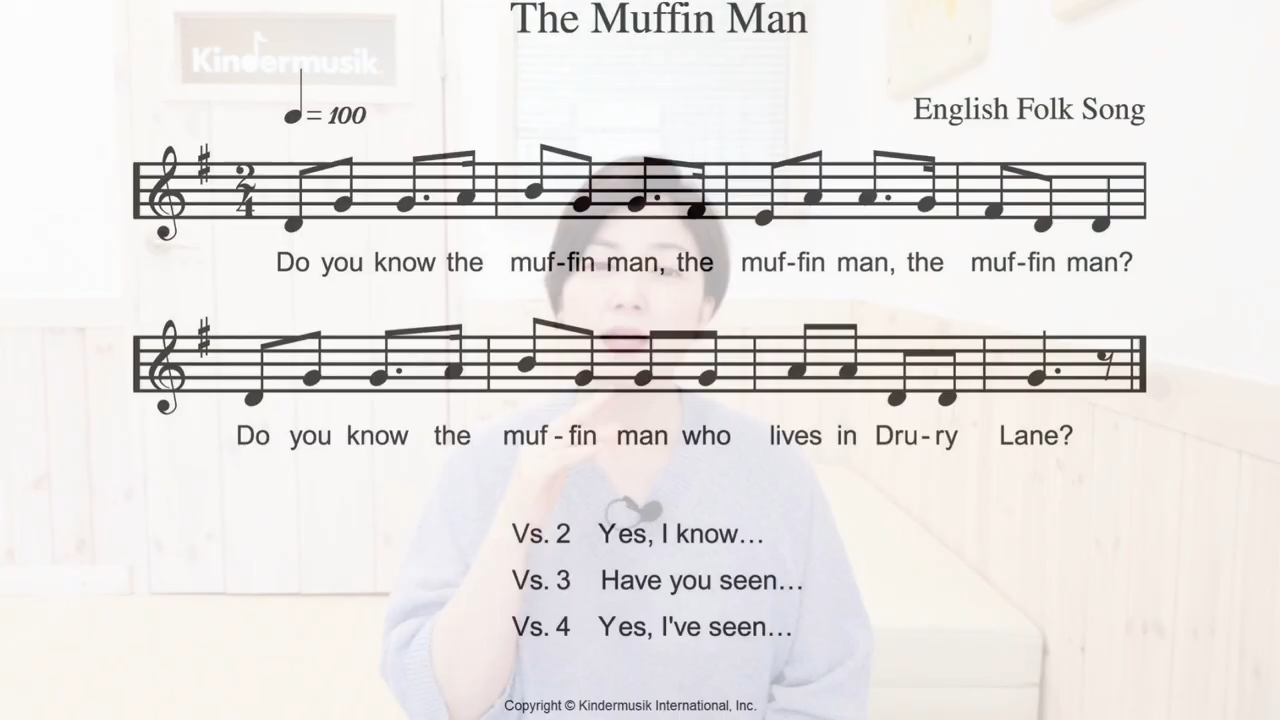 The Muffin Man
Kindermusik
= 100
English Folk Song
2
4
Do you know the muf-fin man, the muf-fin man, the muf-fin man?
Do you know the muf - fin man who lives in Dru - ry Lane?
Vs. 2 Yes, I know...
Vs. 3 Have you seen...
Vs. 4 Yes, I've seen...
Copyright © Kindermusik International, Inc.